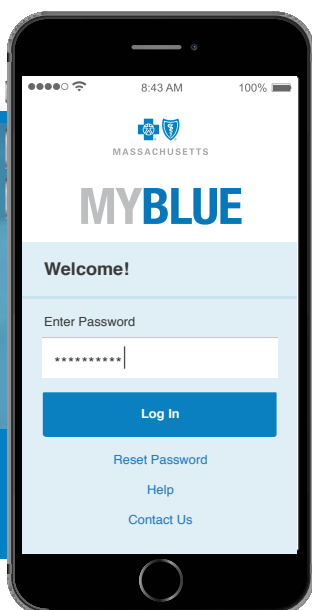 8:43 AM 100%
MASSACHUSETTS
MYBLUE
Welcome!
Enter Password
**********
Log In
Reset Password
Help
Contact Us